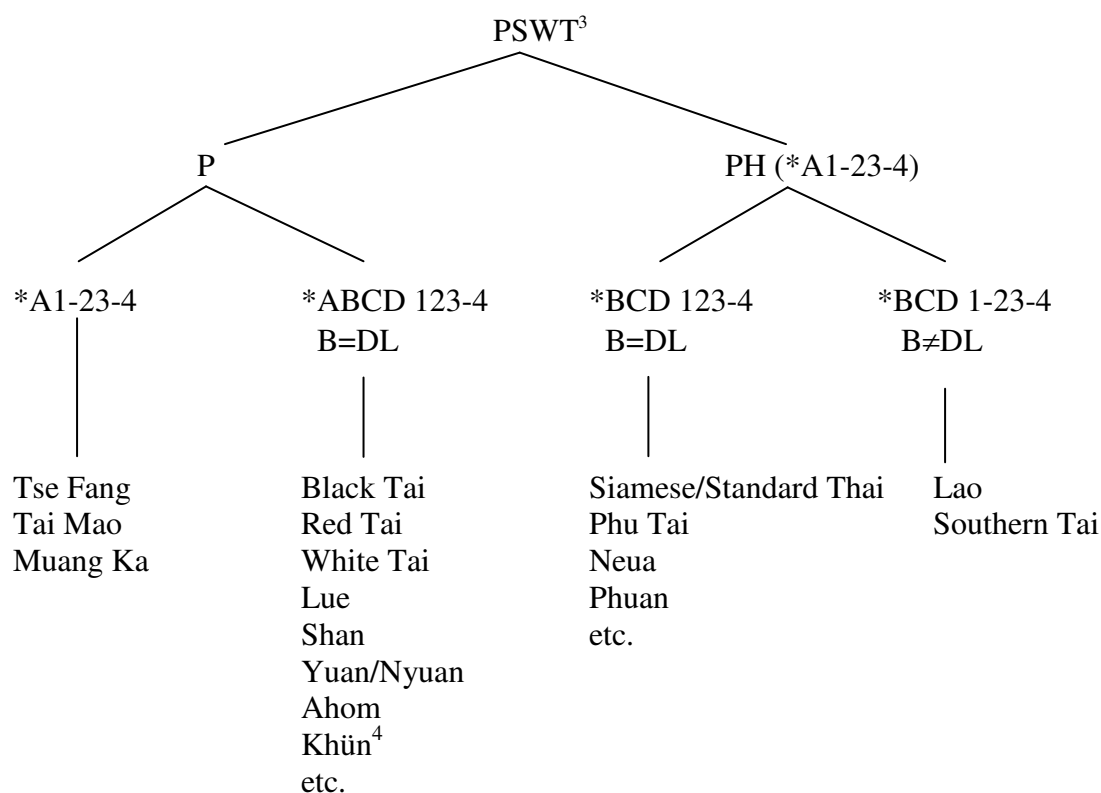 PSWT³
P PH (*A1-23-4)
*A1-23-4 *ABCD 123-4 *BCD 123-4 *BCD 1-23-4
B=DL B=DL B≠DL
Tse Fang Black Tai Siamese/Standard Thai Lao
Tai Mao Red Tai Phu Tai Southern Tai
Muang Ka White Tai Neua
Lue Phuan
Shan etc.
Yuan/Nyuan
Ahom
Khün⁴
etc.